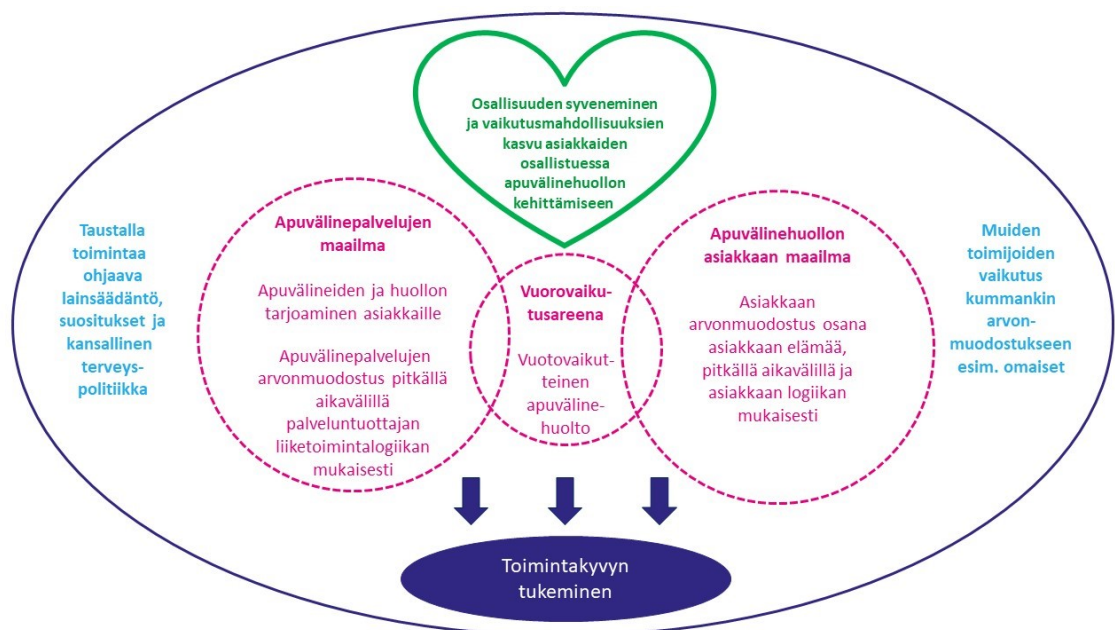 Osallisuuden syveneminen
ja vaikutusmahdollisuuksien
kasvu asiakkaiden
osallistuessa
apuvälinehuollon
kehittämiseen
Taustalla
toimintaa
ohjaava
lainsäädäntö,
suositukset ja
kansallinen
terveys-
politiikka
Apuvälinepalvelujen
maailma
Apuvälineiden ja huollon
tarjoaminen asiakkaille
Apuvälinepalvelujen
arvonmuodostus pitkällä
aikavälillä
palveluntuottajan
liiketoimintalogiikan
mukaisesti
Vuorovaiku-
tusareena
Vuotovaikut-
teinen
apuväline-
huolto
Apuvälinehuollon
asiakkaan maailma
Asiakkaan
arvonmuodostus osana
asiakkaan elämää,
pitkällä aikavälillä ja
asiakkaan logiikan
mukaisesti
Muiden
toimijoiden
vaikutus
kummankin
arvon-
muodostukseen
esim. omaiset
Toimintakyvyn
tukeminen